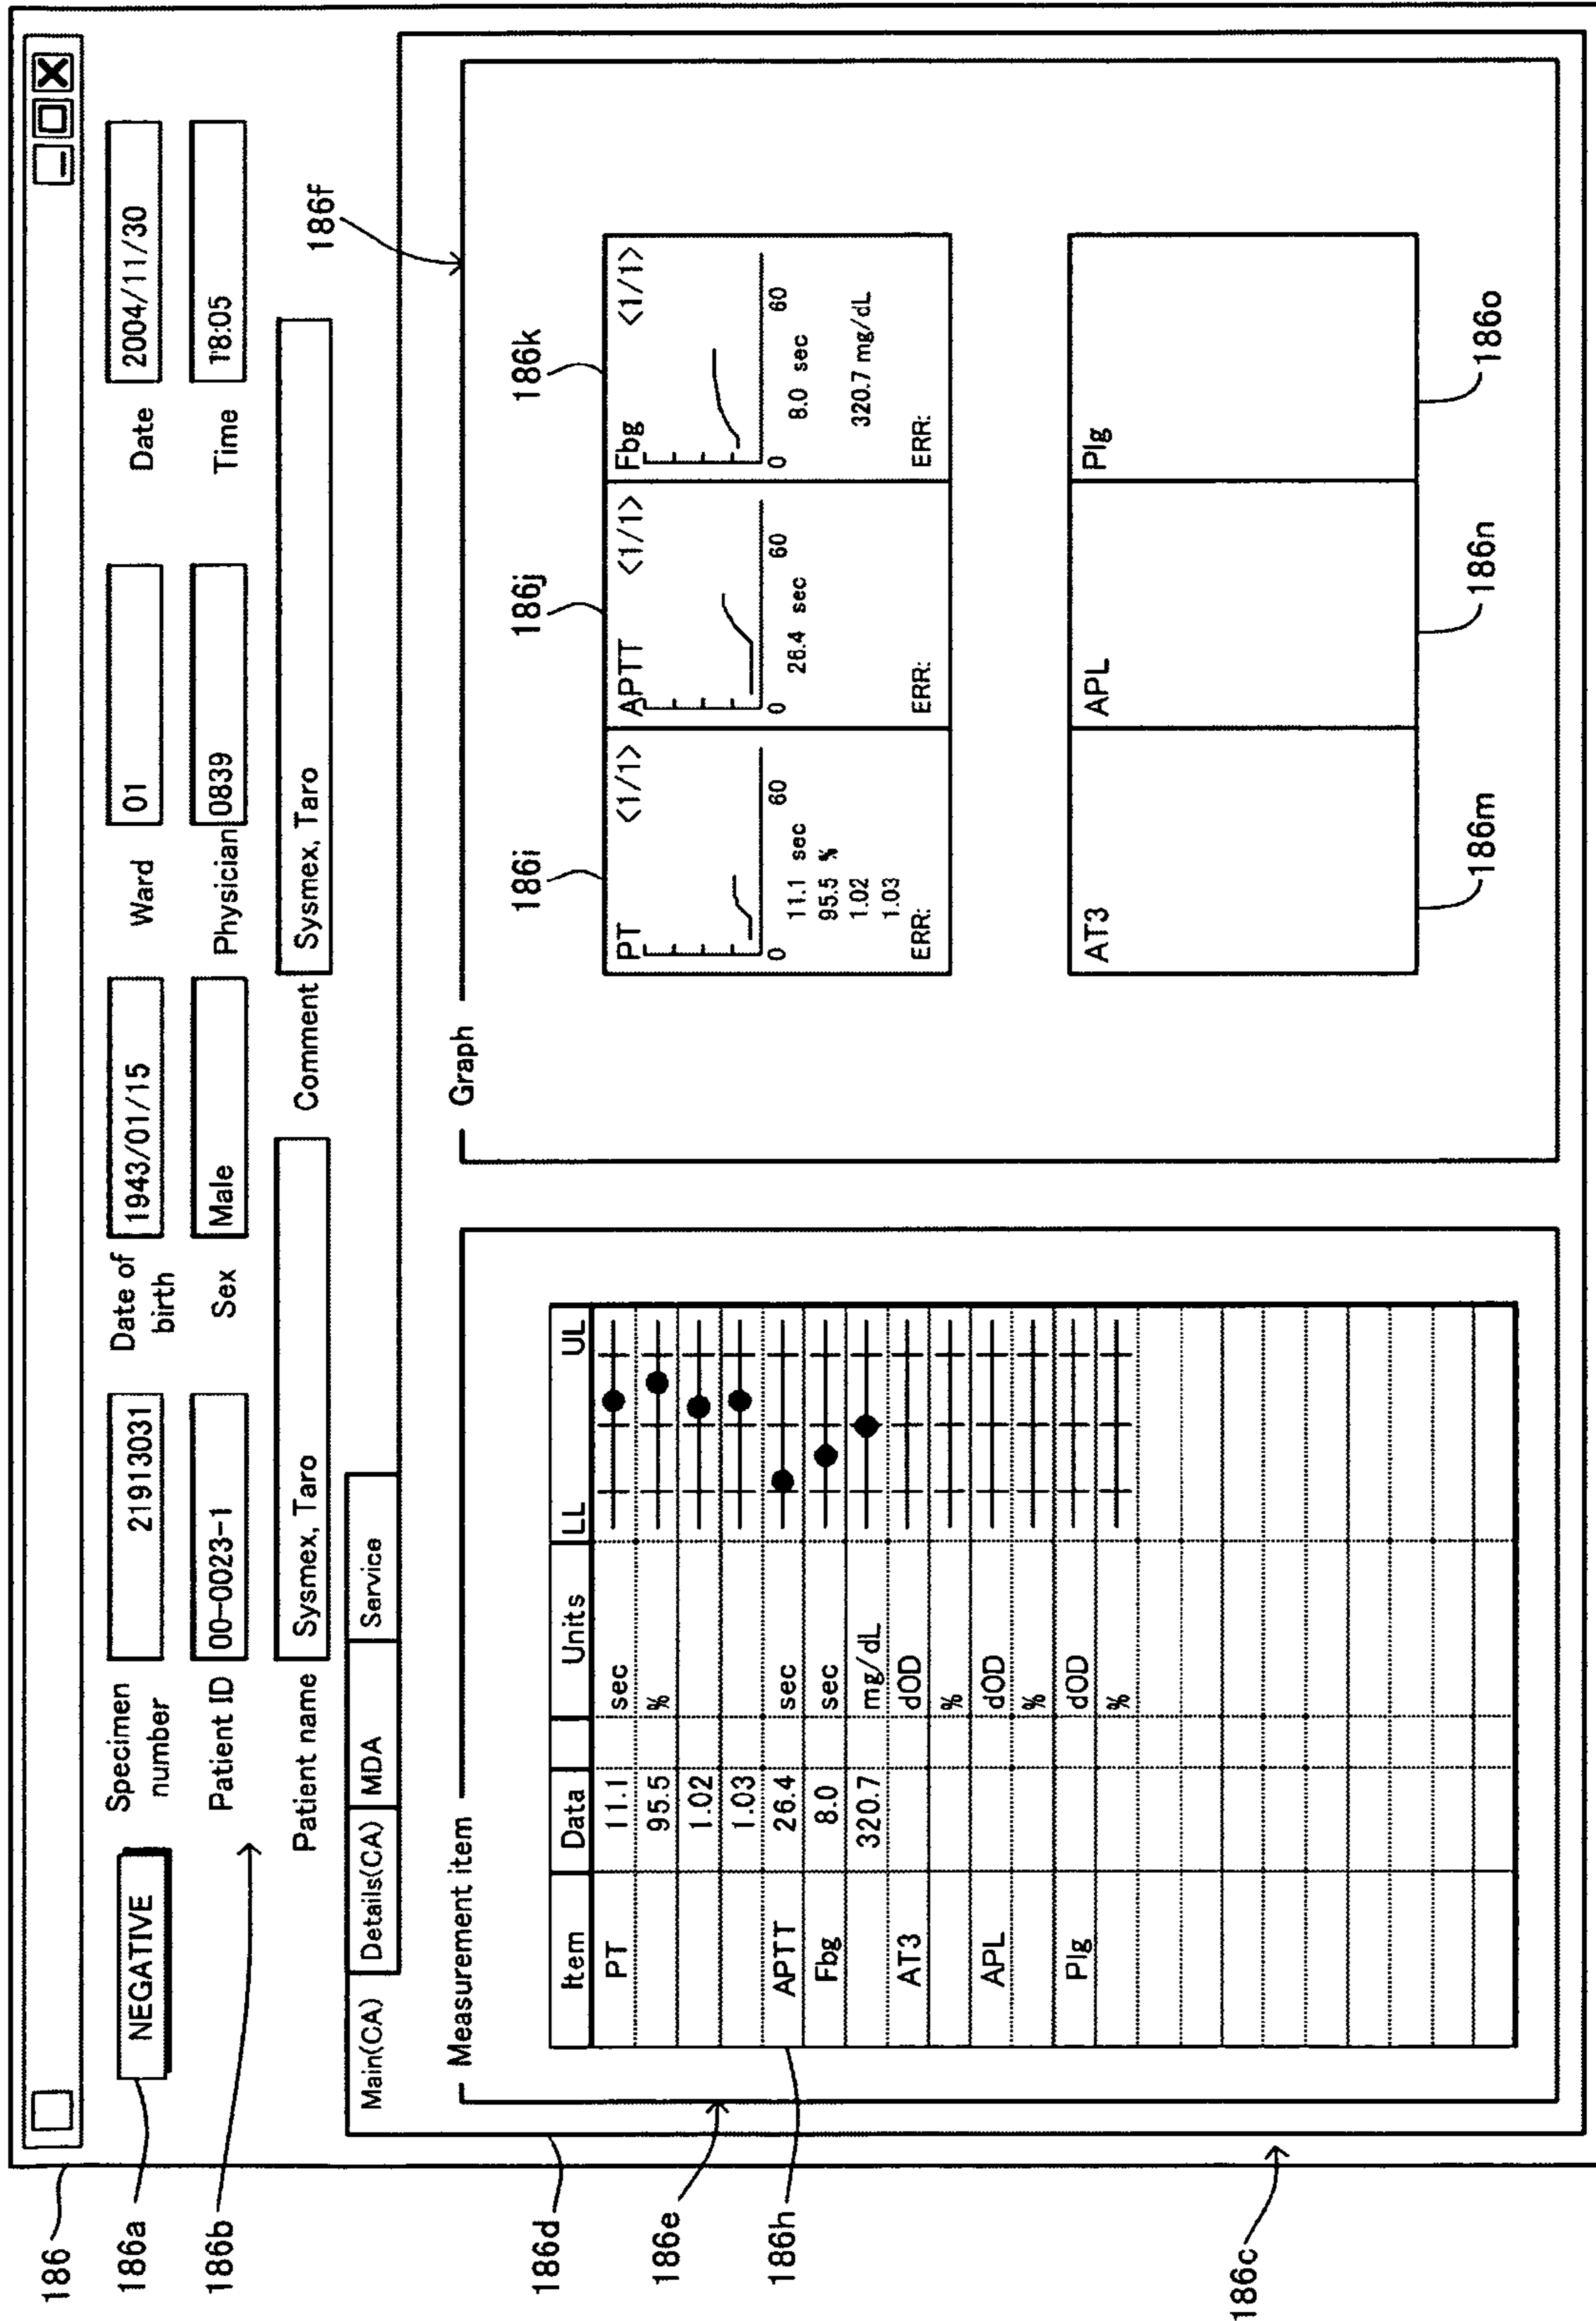 186
186a
186b
186d
186e
186h
186c
NEGATIVE
Specimen number 21913031
Date of birth 1943/01/15
Ward 01
Date 2004/11/30
Patient ID 00-0023-1
Sex Male
Physician 0839
Time 18:05
Patient name Sysmex, Taro
Comment Sysmex, Taro
186f
Main(CA) Details(CA) MDA Service
Measurement item
Item Data Units LL UL
PT 11.1 sec
95.5 %
1.02
1.03
APTT 26.4 sec
Fbg 8.0 sec
320.7 mg/dL
AT3 dOD
%
APL dOD
%
Plg dOD
%
Graph
186i 186j 186k
PT <1/1>
0 60
11.1 sec
95.5 %
1.02
1.03
ERR:
APTT <1/1>
0 60
26.4 sec
ERR:
Fbg <1/1>
0 60
8.0 sec
320.7 mg/dL
ERR:
AT3 APL Plg
186m 186n 186o